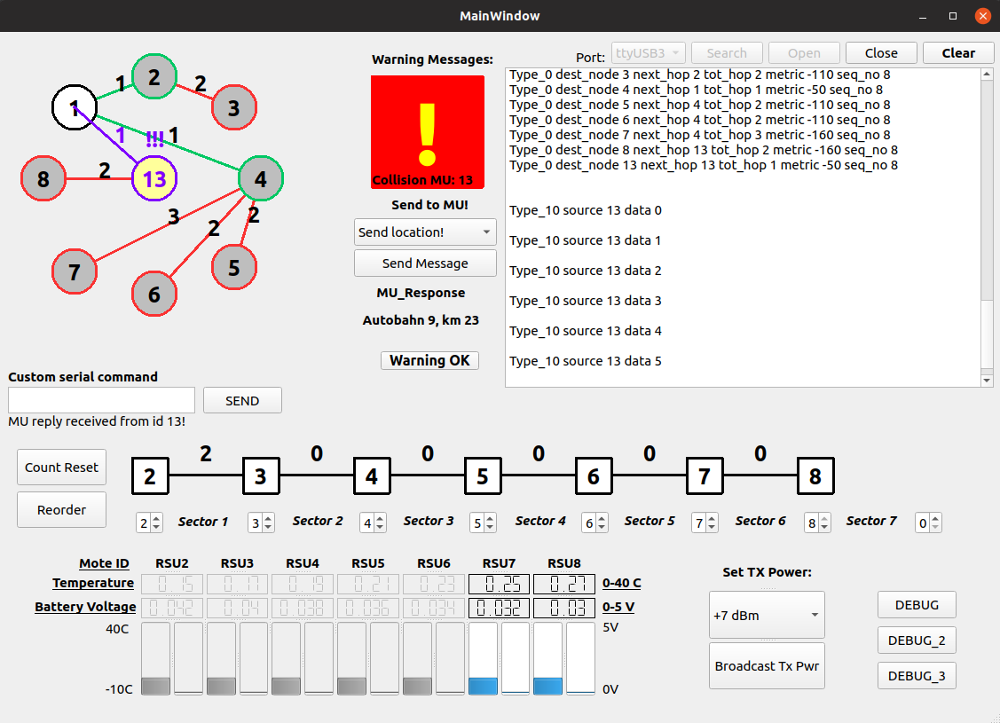 MainWindow
Port:
ttyUSB3
Search
Open
Close
Clear
1
2
3
1
2
1
!!!
1
8
2
13
4
3
2
2
7
6
5
Warning Messages:
!
Collision MU: 13
Send to MU!
Send location!
Send Message
MU_Response
Autobahn 9, km 23
Warning OK
Type_0 dest_node 3 next_hop 2 tot_hop 2 metric -110 seq_no 8
Type_0 dest_node 4 next_hop 1 tot_hop 1 metric -50 seq_no 8
Type_0 dest_node 5 next_hop 4 tot_hop 2 metric -110 seq_no 8
Type_0 dest_node 6 next_hop 4 tot_hop 2 metric -110 seq_no 8
Type_0 dest_node 7 next_hop 4 tot_hop 3 metric -160 seq_no 8
Type_0 dest_node 8 next_hop 13 tot_hop 2 metric -160 seq_no 8
Type_0 dest_node 13 next_hop 13 tot_hop 1 metric -50 seq_no 8
Type_10 source 13 data 0
Type_10 source 13 data 1
Type_10 source 13 data 2
Type_10 source 13 data 3
Type_10 source 13 data 4
Type_10 source 13 data 5
Custom serial command
SEND
MU reply received from id 13!
Count Reset
Reorder
2 0 0 0 0 0
2 3 4 5 6 7 8
2 Sector 1 3 Sector 2 4 Sector 3 5 Sector 4 6 Sector 5 7 Sector 6 8 Sector 7 0
Mote ID RSU2 RSU3 RSU4 RSU5 RSU6 RSU7 RSU8
Temperature 0.15 0.17 0.19 0.21 0.23 0.25 0.27 0-40 C
Battery Voltage 0.042 0.04 0.038 0.036 0.034 0.032 0.03 0-5 V
40C
5V
-10C
0V
Set TX Power:
+7 dBm
Broadcast Tx Pwr
DEBUG
DEBUG_2
DEBUG_3